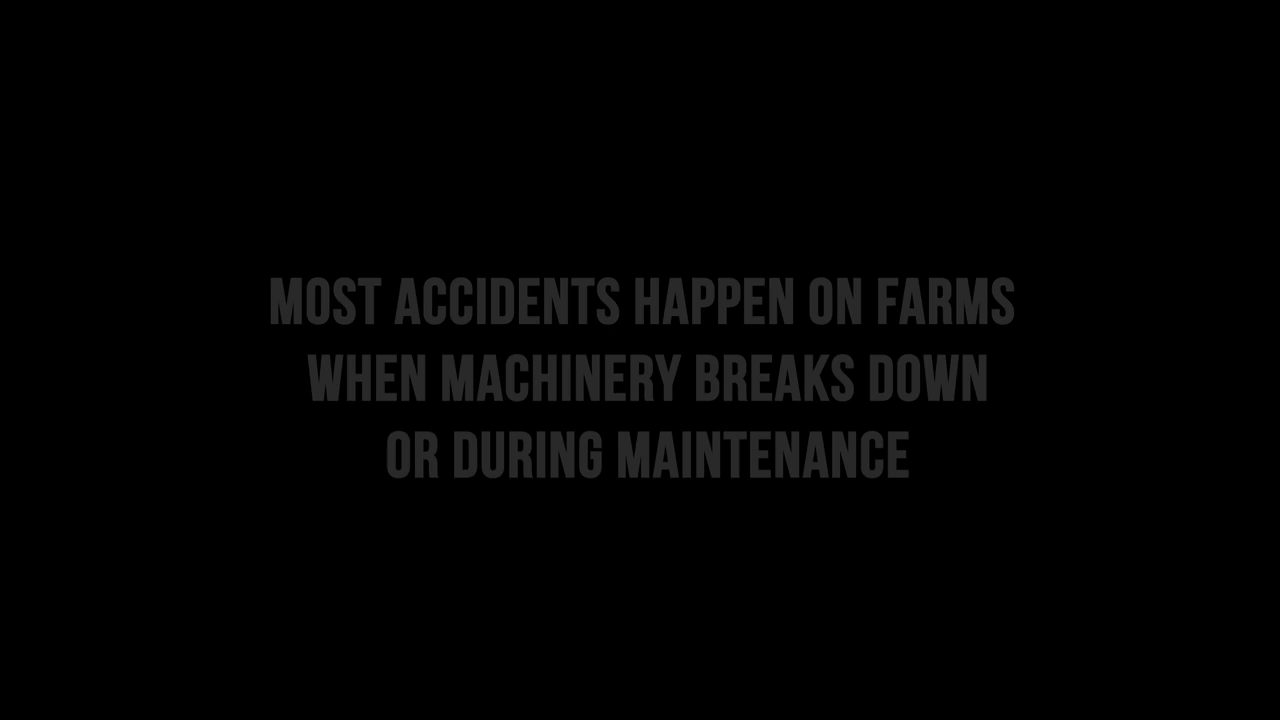 MOST ACCIDENTS HAPPEN ON FARMS
WHEN MACHINERY BREAKS DOWN
OR DURING MAINTENANCE